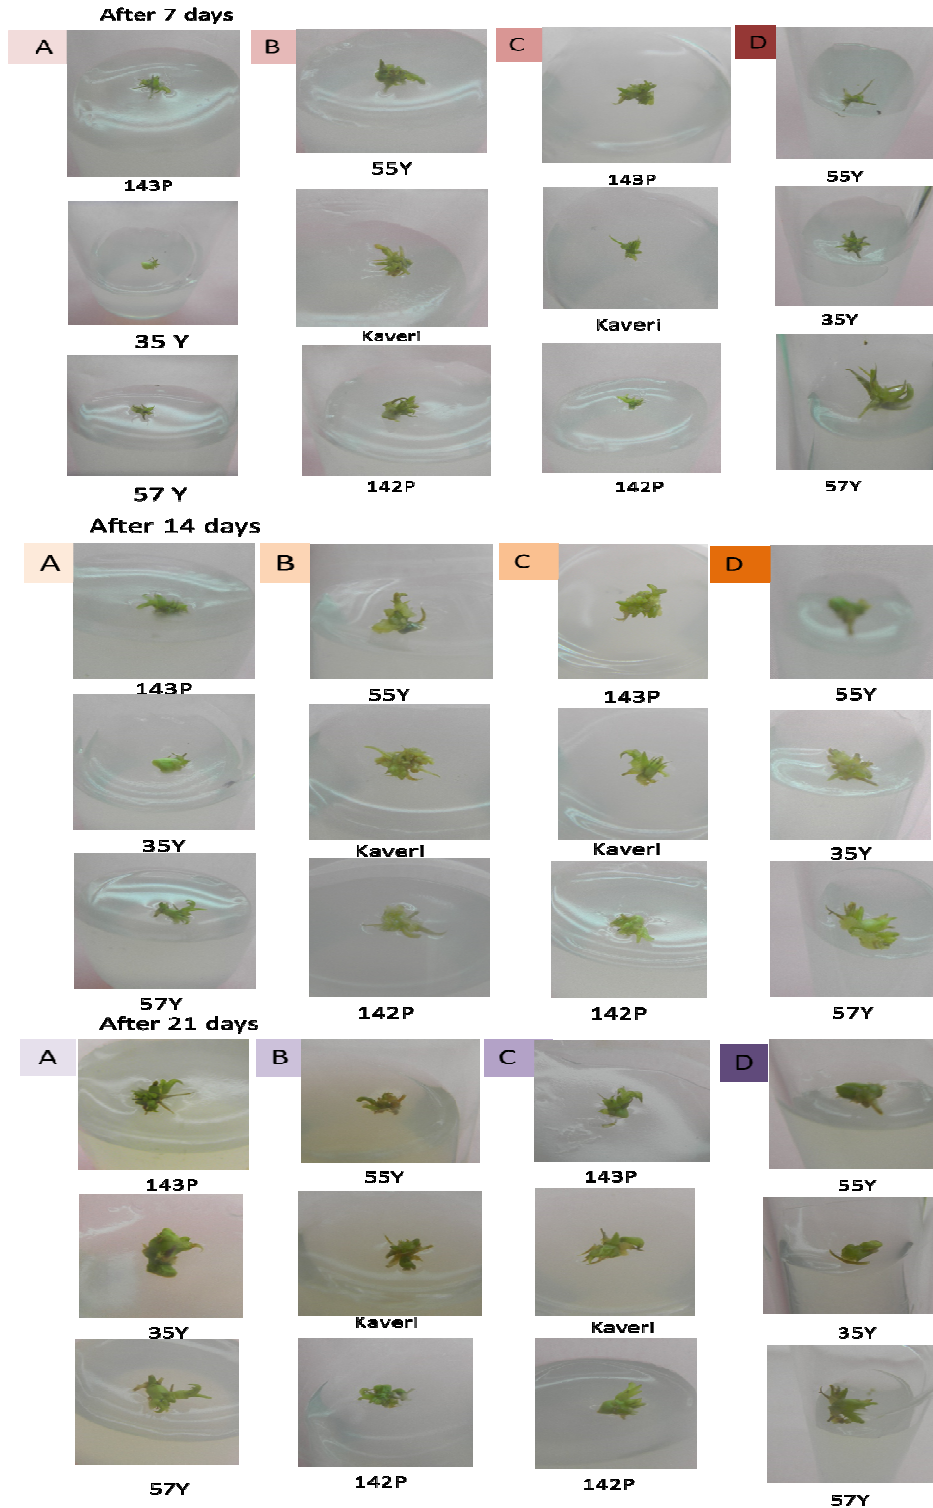 After 7 days
A B C D
143P 55Y 143P 55Y
35 Y Kaveri Kaveri 35Y
57 Y 142P 142P 57Y
After 14 days
A B C D
143P 55Y 143P 55Y
35Y Kaveri Kaveri 35Y
57Y 142P 142P 57Y
After 21 days
A B C D
143P 55Y 143P 55Y
35Y Kaveri Kaveri 35Y
57Y 142P 142P 57Y